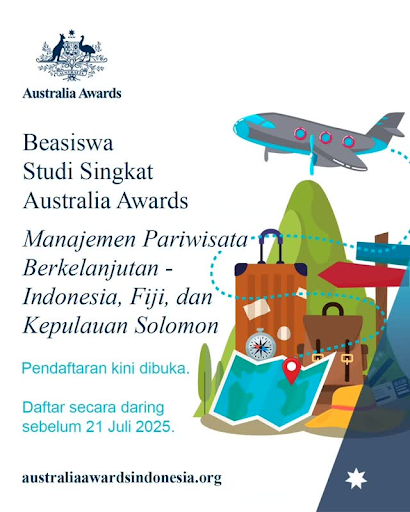 Australia Awards
Beasiswa
Studi Singkat
Australia Awards
Manajemen Pariwisata
Berkelanjutan -
Indonesia, Fiji, dan
Kepulauan Solomon
Pendaftaran kini dibuka.
Daftar secara daring
sebelum 21 Juli 2025.
australiaawardsindonesia.org